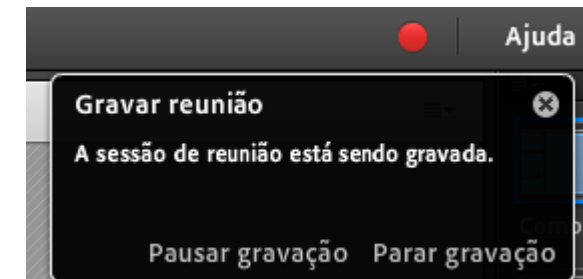 Ajuda
Gravar reunião
A sessão de reunião está sendo gravada.
Pausar gravação Parar gravação